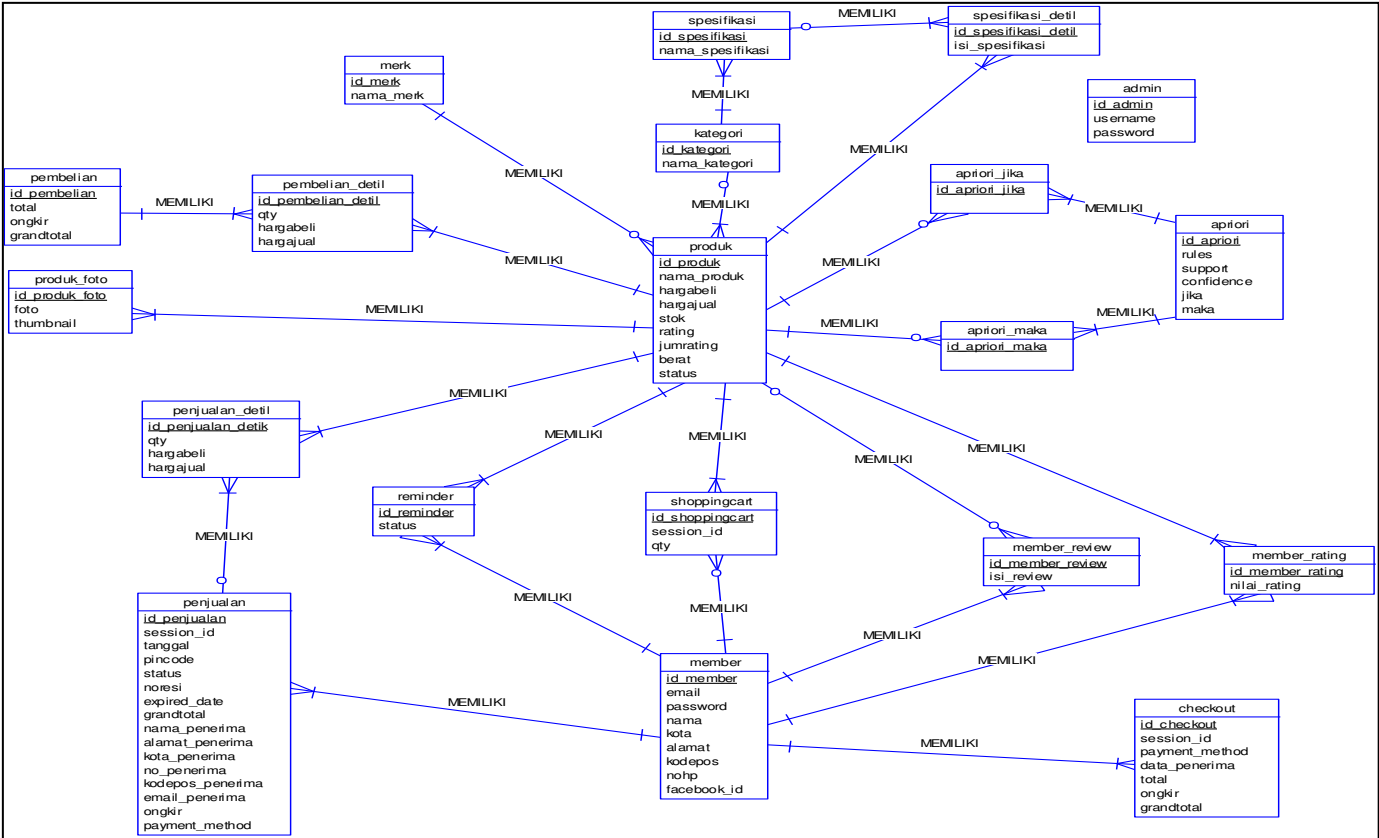 spesifikasi
id_spesifikasi
nama_spesifikasi
MEMILIKI
spesifikasi_detil
id_spesifikasi_detil
isi_spesifikasi
merk
id_merk
nama_merk
MEMILIKI
admin
id_admin
username
password
kategori
id_kategori
nama_kategori
MEMILIKI
MEMILIKI
pembelian
id_pembelian
total
ongkir
grandtotal
MEMILIKI
pembelian_detil
id_pembelian_detil
qty
hargabeli
hargajual
MEMILIKI
apriori_jika
id_apriori_jika
MEMILIKI
apriori
id_apriori
rules
support
confidence
jika
maka
MEMILIKI
MEMILIKI
produk
id_produk
nama_produk
hargabeli
hargajual
stok
rating
jumrating
berat
status
MEMILIKI
MEMILIKI
produk_foto
id_produk_foto
foto
thumbnail
MEMILIKI
MEMILIKI
MEMILIKI
apriori_maka
id_apriori_maka
penjualan_detil
id_penjualan_detik
qty
hargabeli
hargajual
MEMILIKI
MEMILIKI
MEMILIKI
MEMILIKI
MEMILIKI
reminder
id_reminder
status
shoppingcart
id_shoppingcart
session_id
qty
member_review
id_member_review
isi_review
member_rating
id_member_rating
nilai_rating
MEMILIKI
MEMILIKI
MEMILIKI
MEMILIKI
MEMILIKI
penjualan
id_penjualan
session_id
tanggal
pincode
status
noresi
expired_date
grandtotal
nama_penerima
alamat_penerima
kota_penerima
no_penerima
kodepos_penerima
email_penerima
ongkir
payment_method
MEMILIKI
member
id_member
email
password
nama
kota
alamat
kodepos
nohp
facebook_id
MEMILIKI
checkout
id_checkout
session_id
payment_method
data_penerima
total
ongkir
grandtotal